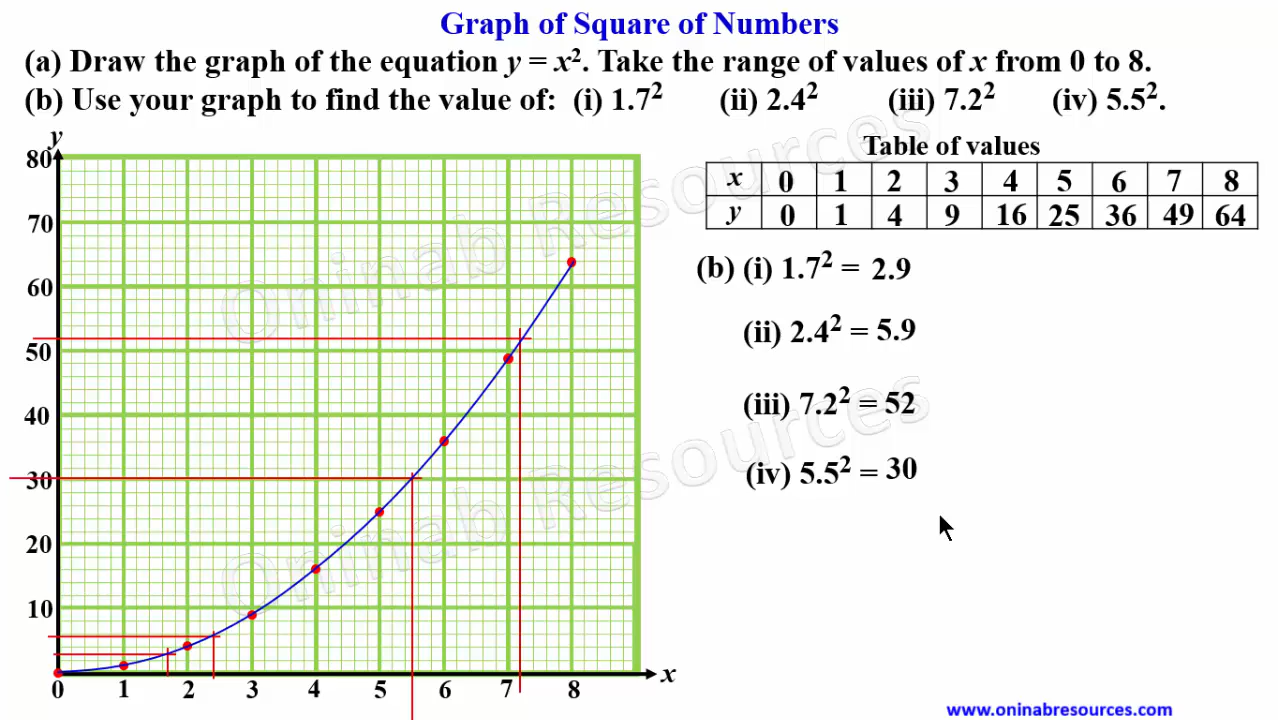 Graph of Square of Numbers
(a) Draw the graph of the equation y = x². Take the range of values of x from 0 to 8.
(b) Use your graph to find the value of: (i) 1.7² (ii) 2.4² (iii) 7.2² (iv) 5.5².
y
80
70
60
50
40
30
20
10
0 1 2 3 4 5 6 7 8 x
Table of values
x 0 1 2 3 4 5 6 7 8
y 0 1 4 9 16 25 36 49 64
(b) (i) 1.7² = 2.9
(ii) 2.4² = 5.9
(iii) 7.2² = 52
(iv) 5.5² = 30
Oninab Resources
Oninab Resources
www.oninabresources.com